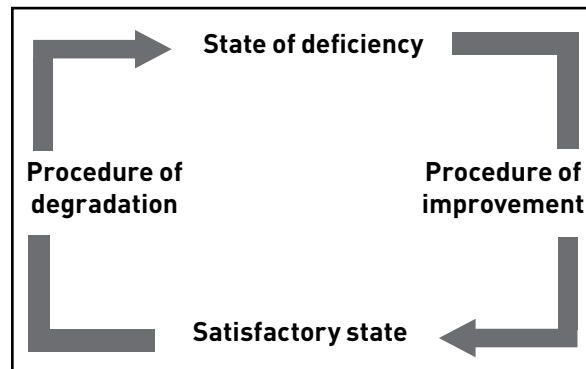 State of deficiency
Procedure of
degradation
Procedure of
improvement
Satisfactory state